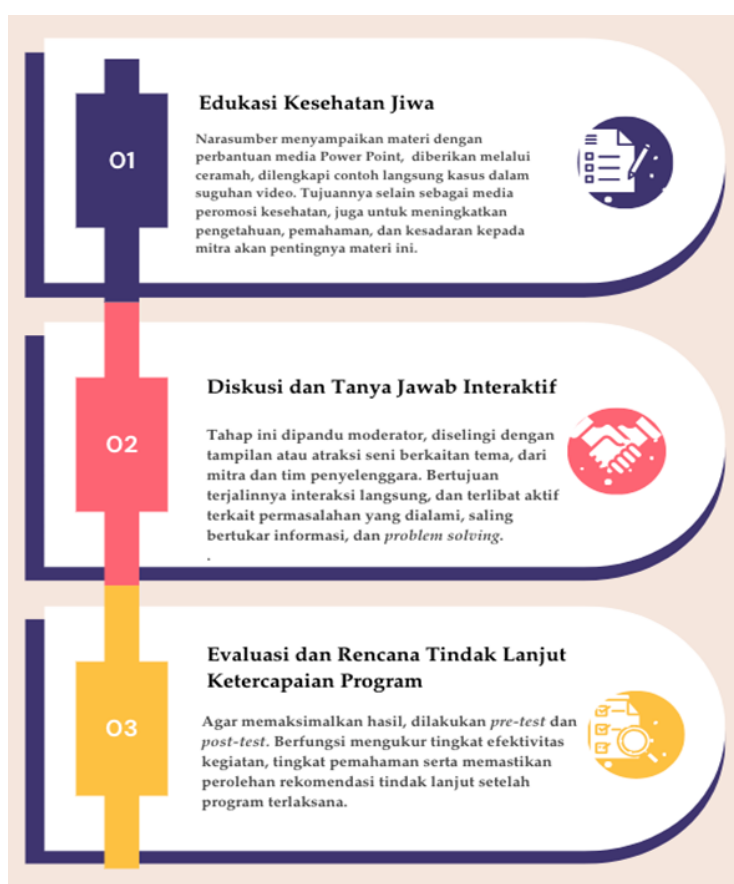 01
Edukasi Kesehatan Jiwa
Narasumber menyampaikan materi dengan
perbantuan media Power Point, diberikan melalui
ceramah, dilengkapi contoh langsung kasus dalam
suguhan video. Tujuannya selain sebagai media
peromosi kesehatan, juga untuk meningkatkan
pengetahuan, pemahaman, dan kesadaran kepada
mitra akan pentingnya materi ini.
02
Diskusi dan Tanya Jawab Interaktif
Tahap ini dipandu moderator, diselingi dengan
tampilan atau atraksi seni berkaitan tema, dari
mitra dan tim penyelenggara. Bertujuan
terjalinnya interaksi langsung, dan terlibat aktif
terkait permasalahan yang dialami, saling
bertukar informasi, dan problem solving.
.
03
Evaluasi dan Rencana Tindak Lanjut
Ketercapaian Program
Agar memaksimalkan hasil, dilakukan pre-test dan
post-test. Berfungsi mengukur tingkat efektivitas
kegiatan, tingkat pemahaman serta memastikan
perolehan rekomendasi tindak lanjut setelah
program terlaksana.